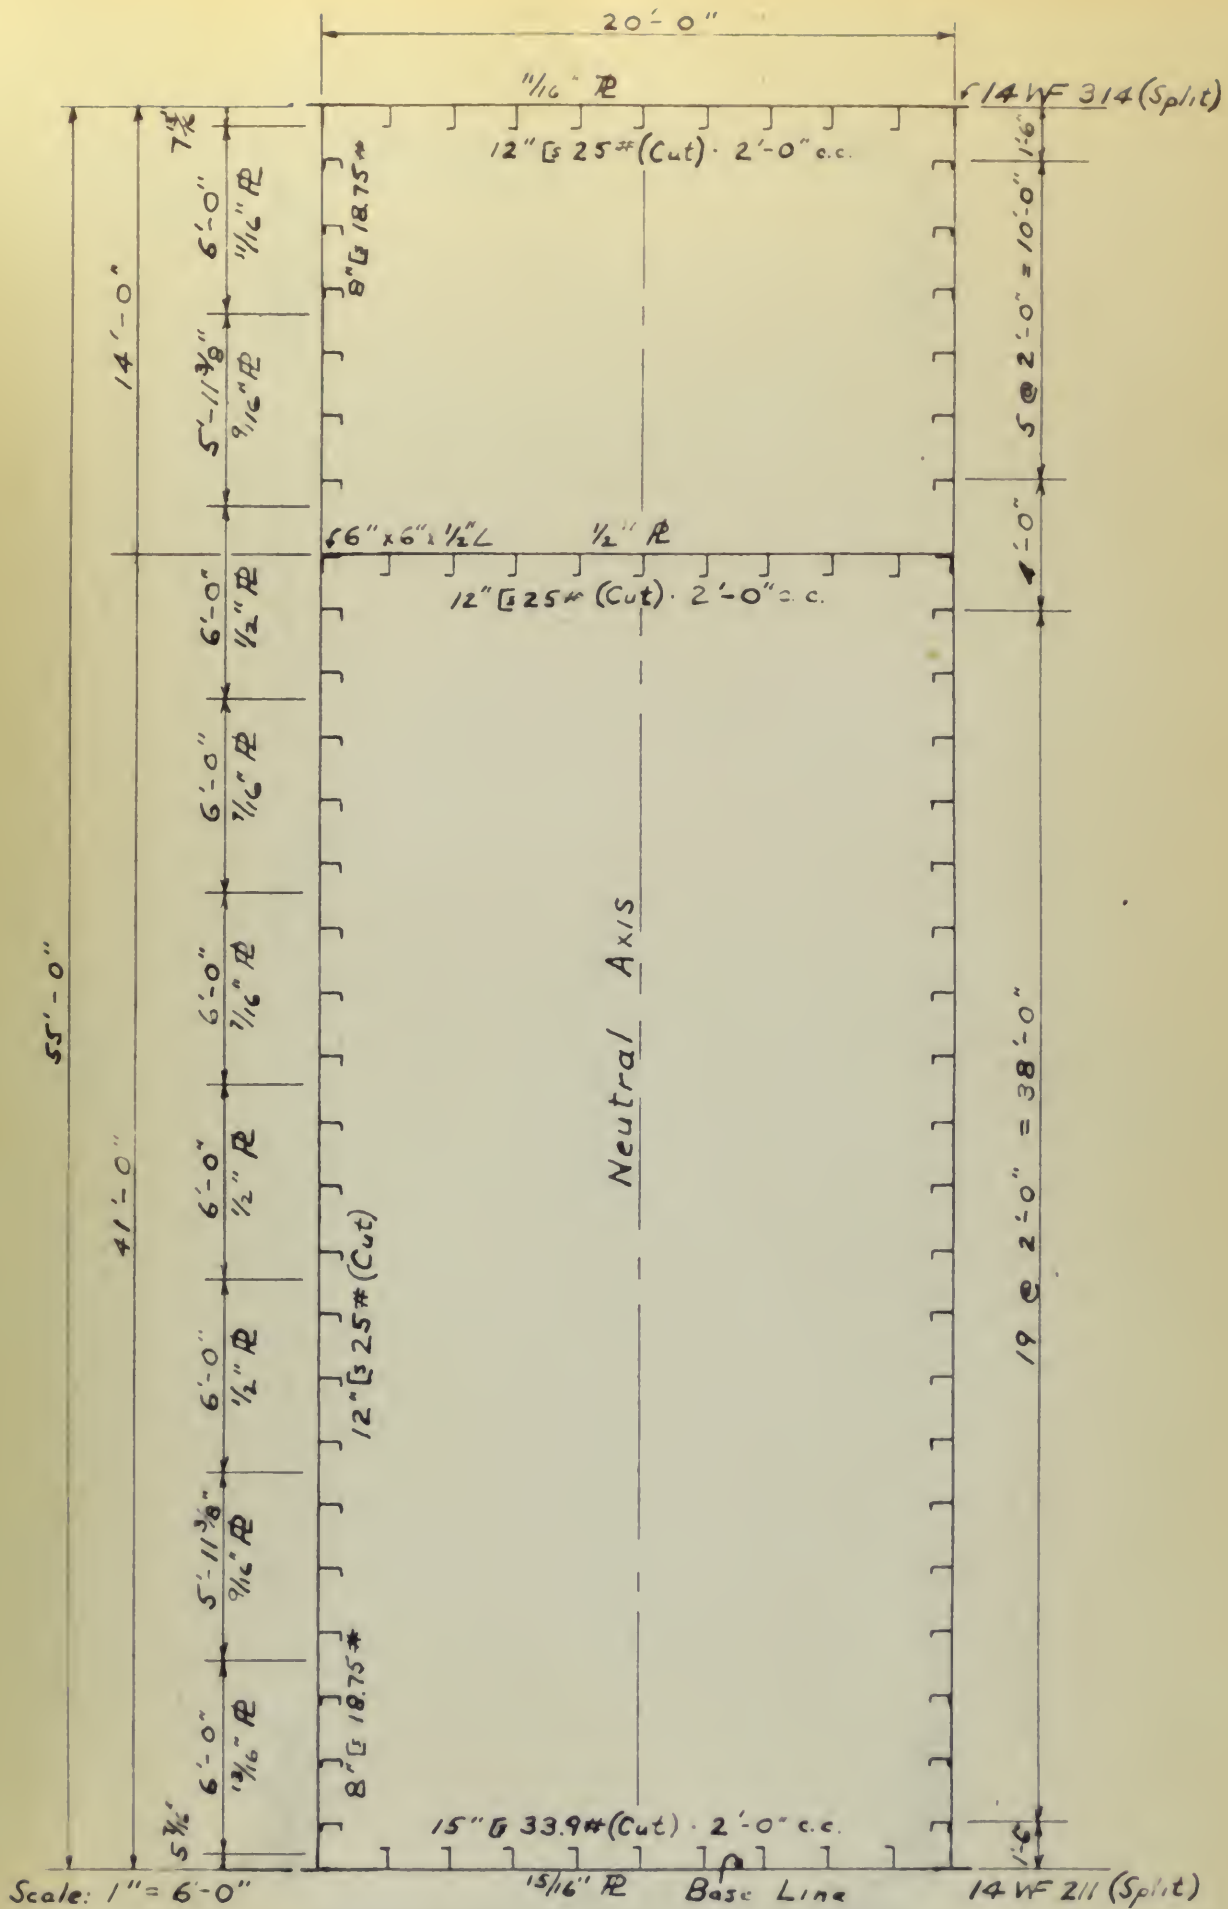 20'-0"
11/16" PL
14 WF 314 (Split)
7 15/16"
12" [s 25# (Cut) · 2'-0" c.c.
1'-6"
6'-0"
11/16" PL
8" [s 18.75#
5 @ 2'-0" = 10'-0"
14'-0"
5'-11 3/8"
9/16" PL
4'-0"
6" x 6" x 1/2" L
1/2" PL
12" [s 25# (Cut) · 2'-0" c.c.
6'-0"
1/2" PL
6'-0"
7/16" PL
55'-0"
6'-0"
7/16" PL
Neutral Axis
19 @ 2'-0" = 38'-0"
41'-0"
6'-0"
1/2" PL
12" [s 25# (Cut)
6'-0"
1/2" PL
5'-11 3/8"
9/16" PL
6'-0"
13/16" PL
8" [s 18.75#
15" [s 33.9# (Cut) · 2'-0" c.c.
5 3/16"
1'-6"
Scale: 1" = 6'-0"
15/16" PL
Base Line
14 WF 211 (Split)